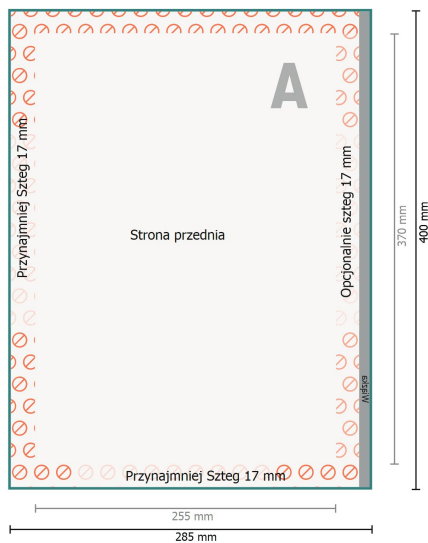 A
Przynajmniej Szteg 17 mm
Strona przednia
Opcjonalnie szteg 17 mm
370 mm
400 mm
Wpaska
Przynajmniej Szteg 17 mm
255 mm
285 mm